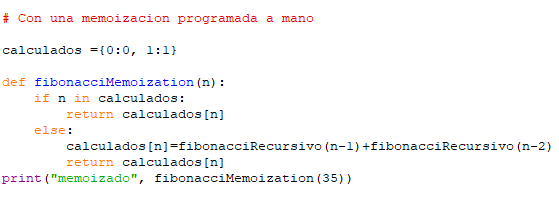 # Con una memoizacion programada a mano
calculados ={0:0, 1:1}
def fibonacciMemoization(n):
    if n in calculados:
        return calculados[n]
    else:
        calculados[n]=fibonacciRecursivo(n-1)+fibonacciRecursivo(n-2)
        return calculados[n]
print("memoizado", fibonacciMemoization(35))